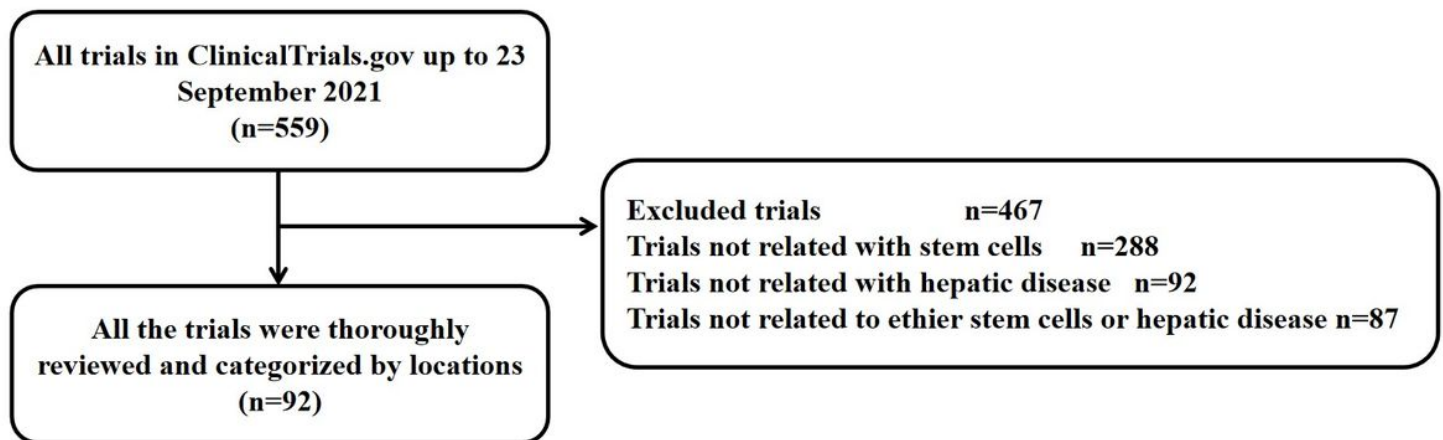 All trials in ClinicalTrials.gov up to 23
September 2021
(n=559)
Excluded trials n=467
Trials not related with stem cells n=288
Trials not related with hepatic disease n=92
Trials not related to ethier stem cells or hepatic disease n=87
All the trials were thoroughly
reviewed and categorized by locations
(n=92)